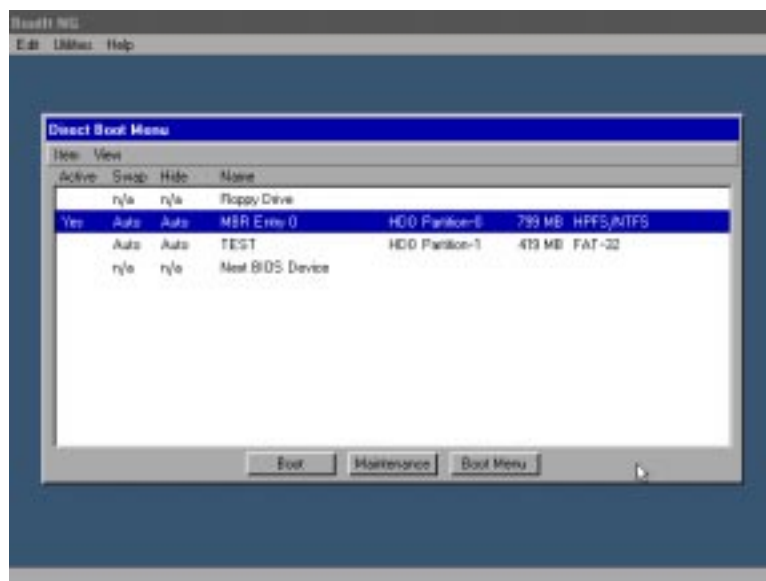 BootIt NG
Edit Utilities Help
Direct Boot Menu
Item View
Active Swap Hide Name
n/a n/a Floppy Drive
Yes Auto Auto MBR Entry 0 HD0 Partition-0 799 MB HPFS/NTFS
Auto Auto TEST HD0 Partition-1 419 MB FAT-32
n/a n/a Next BIOS Device
Boot Maintenance Boot Menu